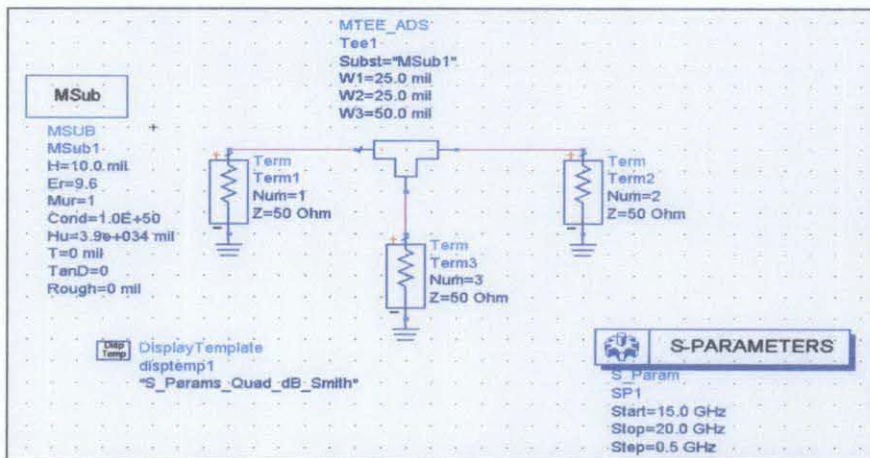 MTEE_ADS
Tee1
Subst="MSub1"
W1=25.0 mil
W2=25.0 mil
W3=50.0 mil
MSub
MSUB
MSub1
H=10.0 mil
Er=9.6
Mur=1
Cond=1.0E+50
Hu=3.9e+034 mil
T=0 mil
TanD=0
Rough=0 mil
Term
Term1
Num=1
Z=50 Ohm
Term
Term2
Num=2
Z=50 Ohm
Term
Term3
Num=3
Z=50 Ohm
Disp
Temp
DisplayTemplate
disptemp1
"S_Params_Quad_dB_Smith"
S-PARAMETERS
S_Param
SP1
Start=15.0 GHz
Stop=20.0 GHz
Step=0.5 GHz